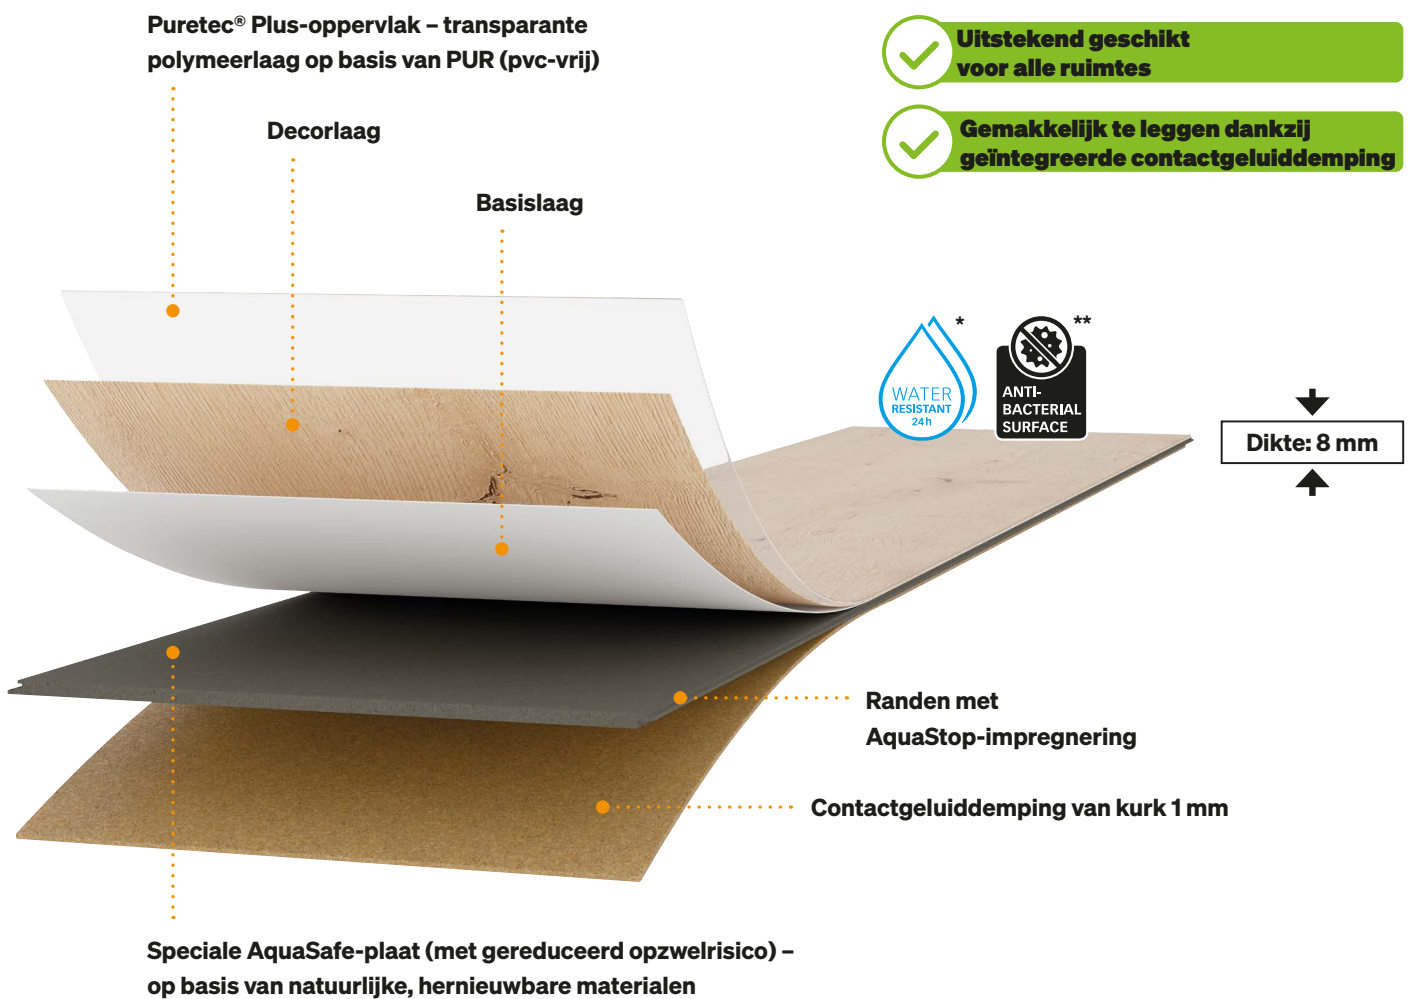 Puretec® Plus-oppervlak – transparante
polymeerlaag op basis van PUR (pvc-vrij)
Uitstekend geschikt
voor alle ruimtes
Decorlaag
Gemakkelijk te leggen dankzij
geïntegreerde contactgeluiddemping
Basislaag
*
**
WATER
RESISTANT
24h
ANTI-
BACTERIAL
SURFACE
Dikte: 8 mm
Randen met
AquaStop-impregnering
Contactgeluiddemping van kurk 1 mm
Speciale AquaSafe-plaat (met gereduceerd opzwelrisico) –
op basis van natuurlijke, hernieuwbare materialen